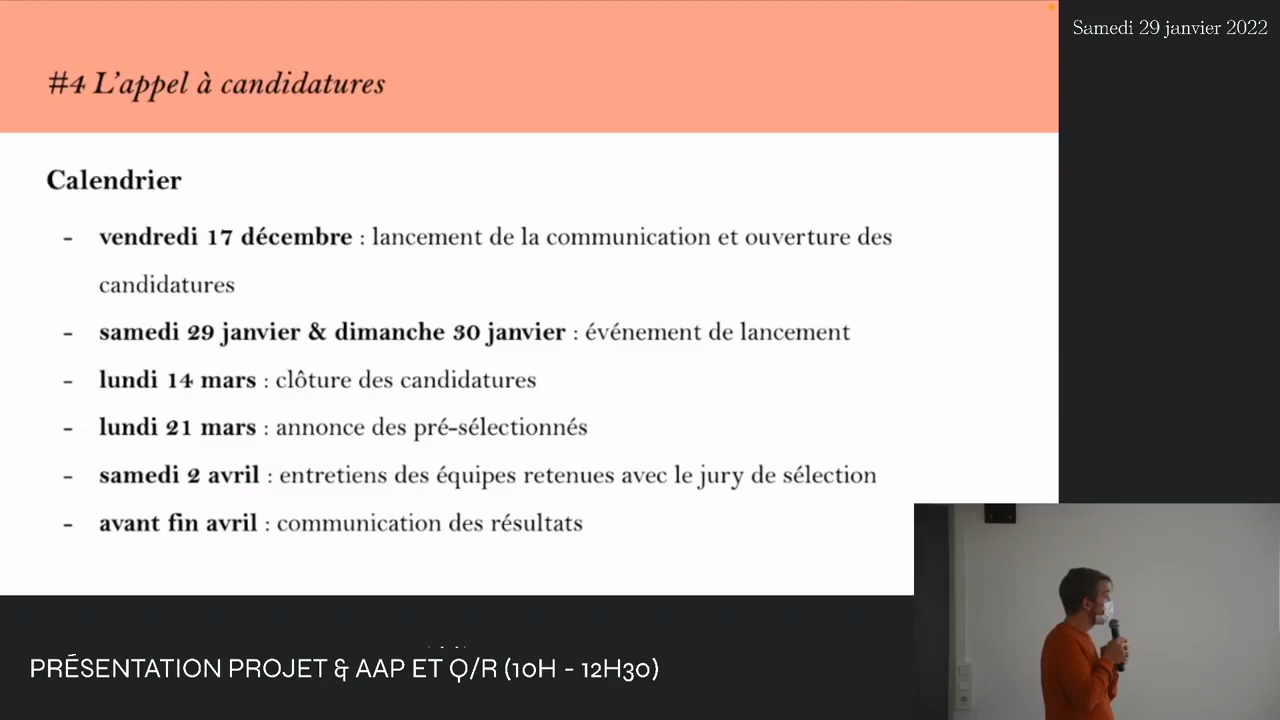 Samedi 29 janvier 2022
#4 L'appel à candidatures
Calendrier
- vendredi 17 décembre : lancement de la communication et ouverture des
candidatures
- samedi 29 janvier & dimanche 30 janvier : événement de lancement
- lundi 14 mars : clôture des candidatures
- lundi 21 mars : annonce des pré-sélectionnés
- samedi 2 avril : entretiens des équipes retenues avec le jury de sélection
- avant fin avril : communication des résultats
PRÉSENTATION PROJET & AAP ET Q/R (10H - 12H30)